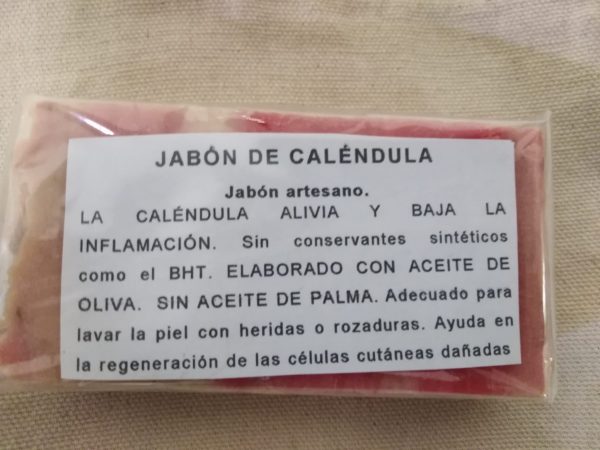 JABÓN DE CALÉNDULA
Jabón artesano.
LA CALÉNDULA ALIVIA Y BAJA LA
INFLAMACIÓN. Sin conservantes sintéticos
como el BHT. ELABORADO CON ACEITE DE
OLIVA. SIN ACEITE DE PALMA. Adecuado para
lavar la piel con heridas o rozaduras. Ayuda en
la regeneración de las células cutáneas dañadas